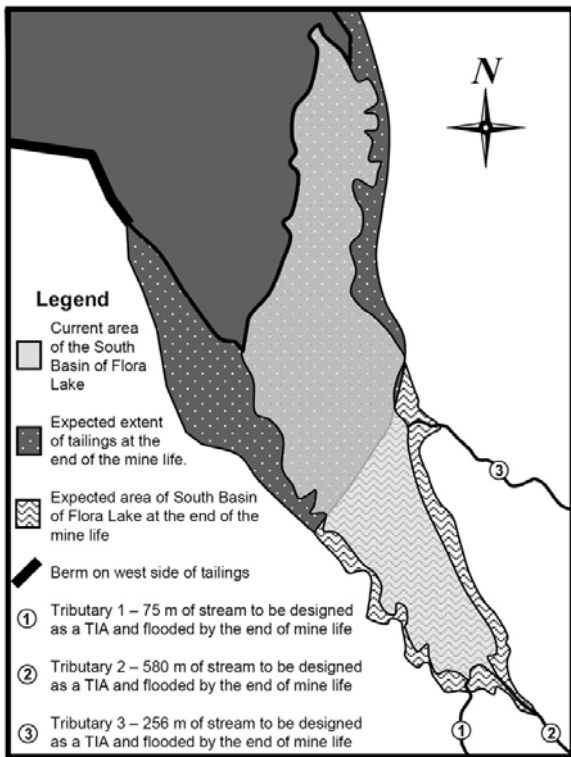 N
Legend
Current area
of the South
Basin of Flora
Lake
Expected extent
of tailings at the
end of the mine life.
Expected area of South Basin
of Flora Lake at the end of the
mine life
Berm on west side of tailings
1 Tributary 1 – 75 m of stream to be designed
as a TIA and flooded by the end of mine life
2 Tributary 2 – 580 m of stream to be designed
as a TIA and flooded by the end of mine life
3 Tributary 3 – 256 m of stream to be designed
as a TIA and flooded by the end of mine life
3
1
2